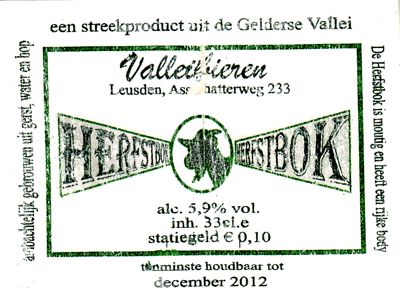 een streekproduct uit de Gelderse Vallei
Valleibieren
Leusden, Asschatterweg 233
HERFSTBOK
HERFSTBOK
alc. 5,9% vol.
inh. 33cl.e
statiegeld € 0,10
tenminste houdbaar tot
december 2012
ambachtelijk gebrouwen uit gerst, water en hop
De Herfstbok is moutig en heeft een rijke body